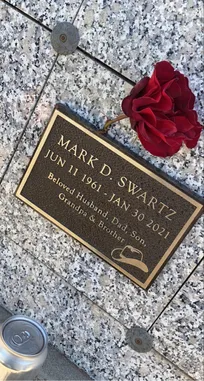 MARK D. SWARTZ
JUN 11 1961 - JAN 30 2021
Beloved Husband, Dad, Son,
Grandpa & Brother